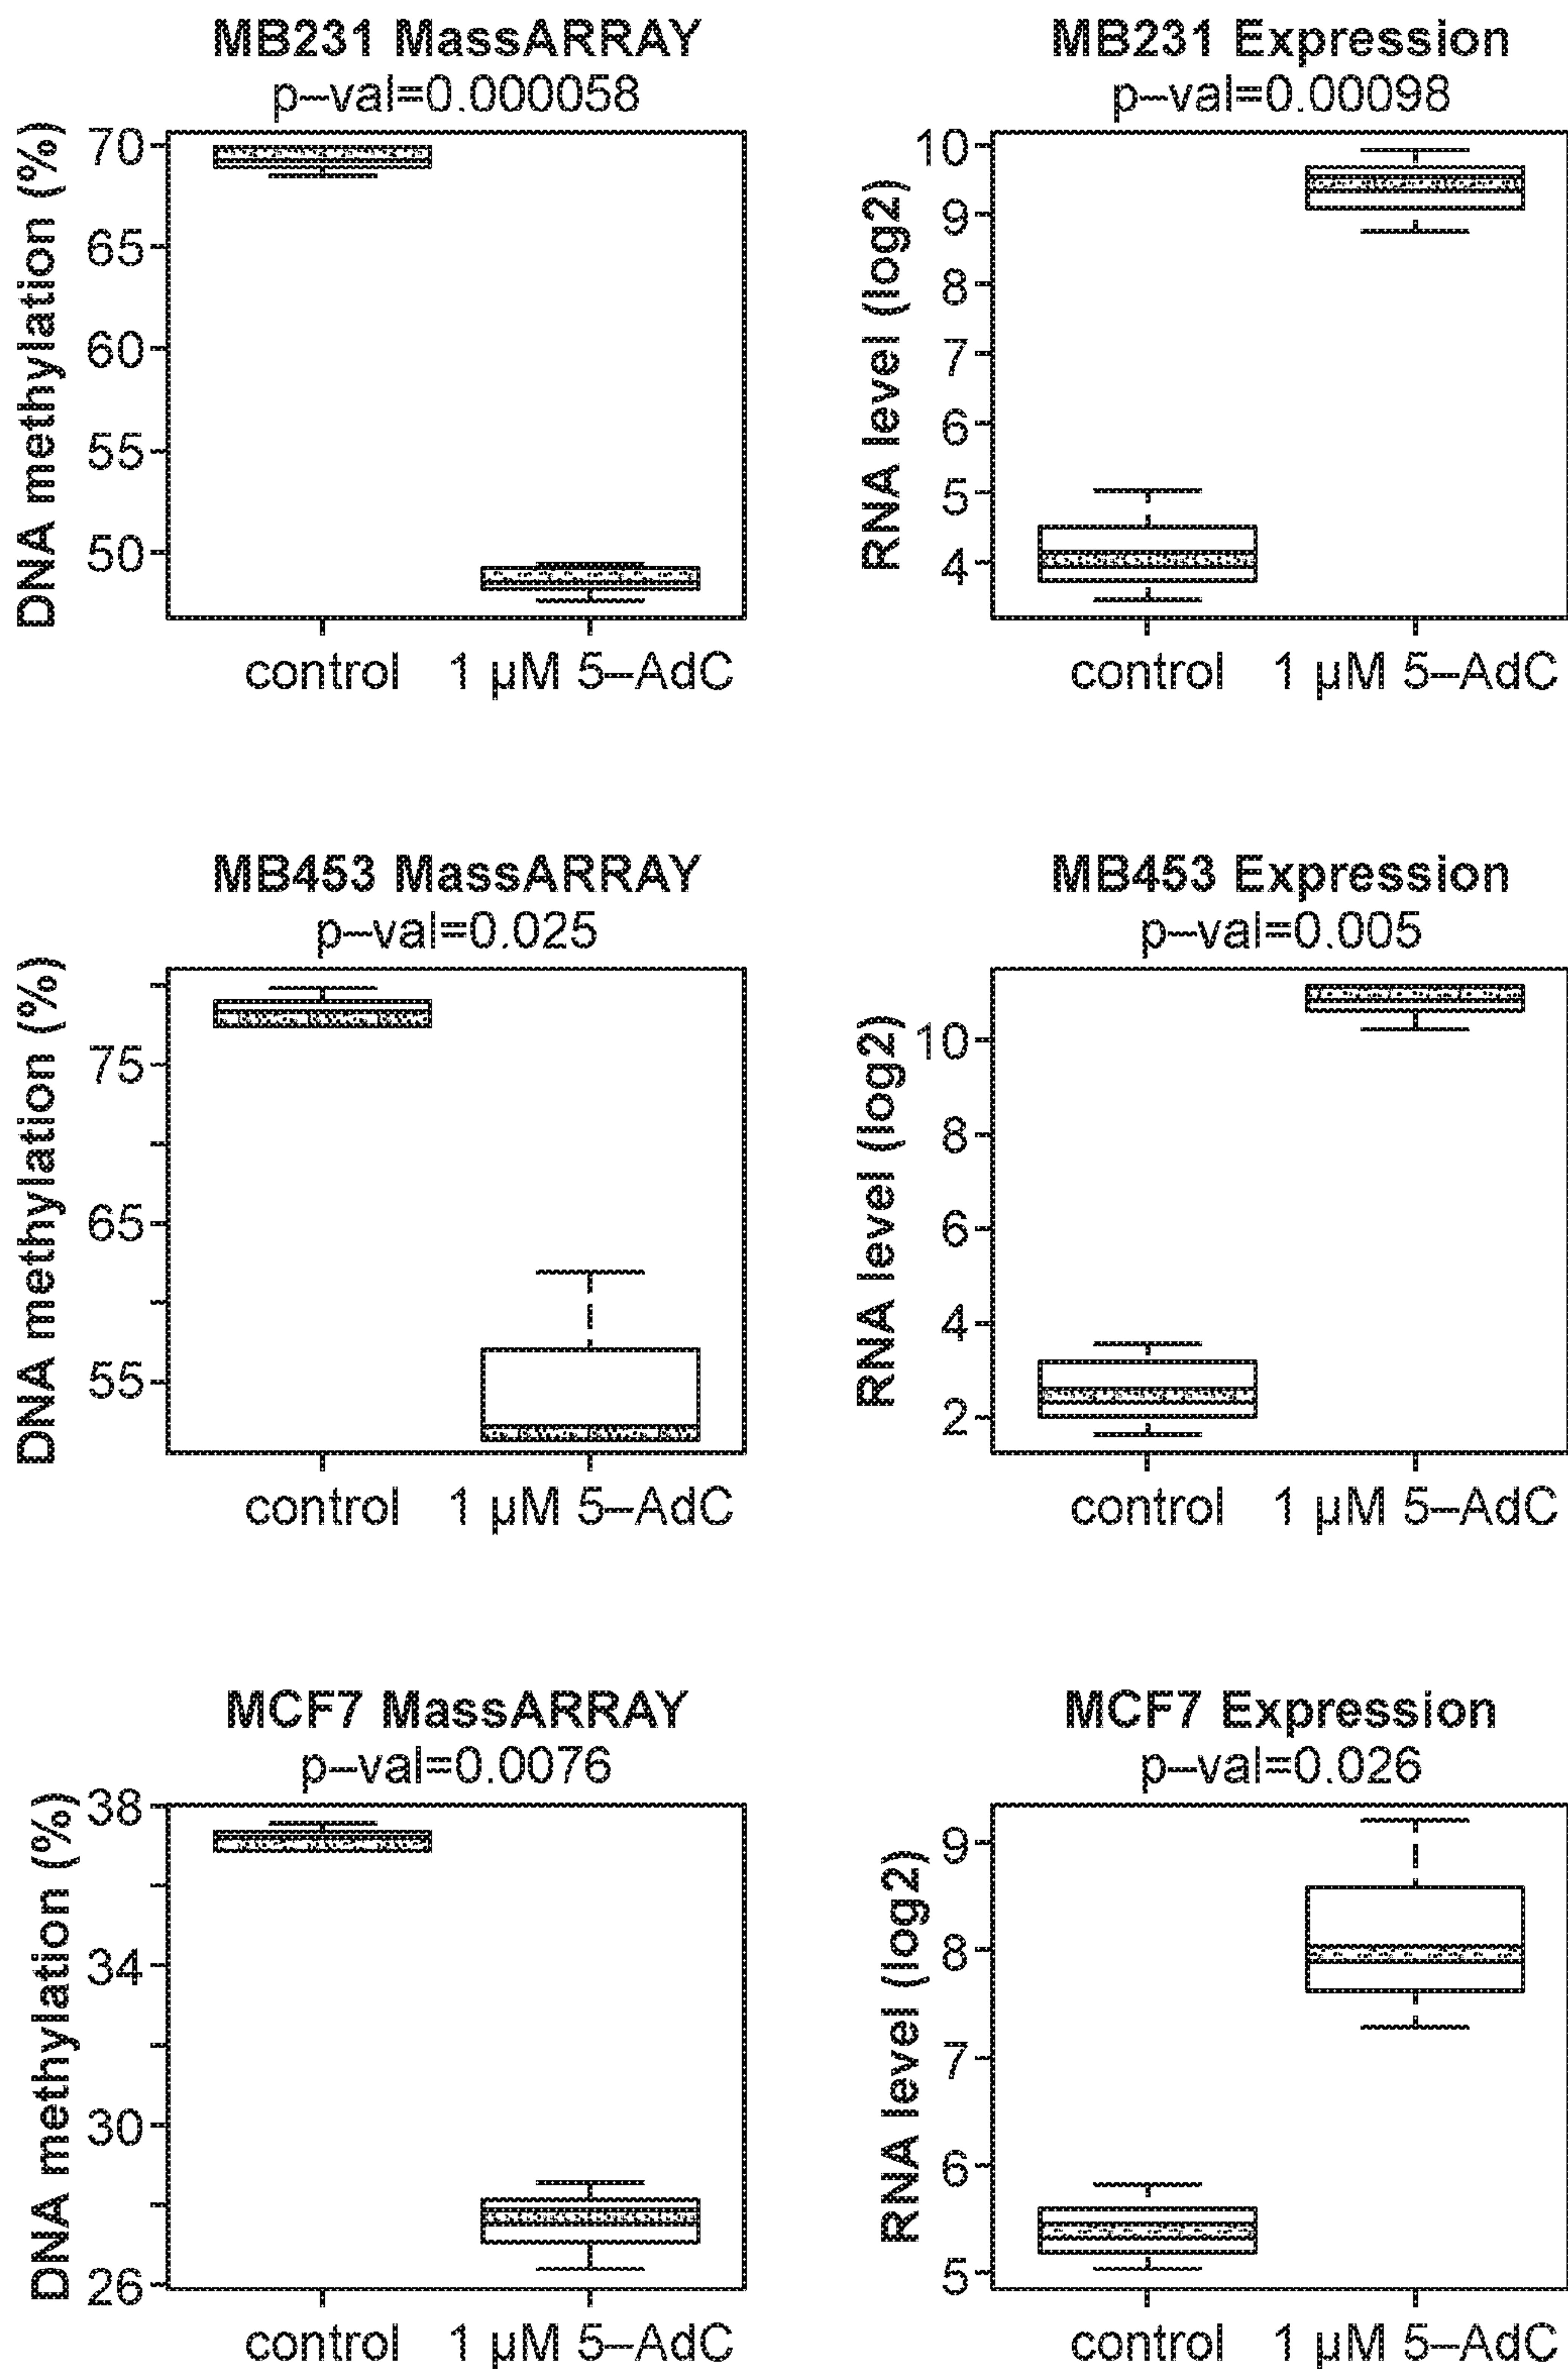 MB231 MassARRAY
p–val=0.000058
DNA methylation (%)
70
65
60
55
50
control
1 µM 5–AdC
MB231 Expression
p–val=0.00098
RNA level (log2)
10
9
8
7
6
5
4
control
1 µM 5–AdC
MB453 MassARRAY
p–val=0.025
DNA methylation (%)
75
65
55
control
1 µM 5–AdC
MB453 Expression
p–val=0.005
RNA level (log2)
10
8
6
4
2
control
1 µM 5–AdC
MCF7 MassARRAY
p–val=0.0076
DNA methylation (%)
38
34
30
26
control
1 µM 5–AdC
MCF7 Expression
p–val=0.026
RNA level (log2)
9
8
7
6
5
control
1 µM 5–AdC